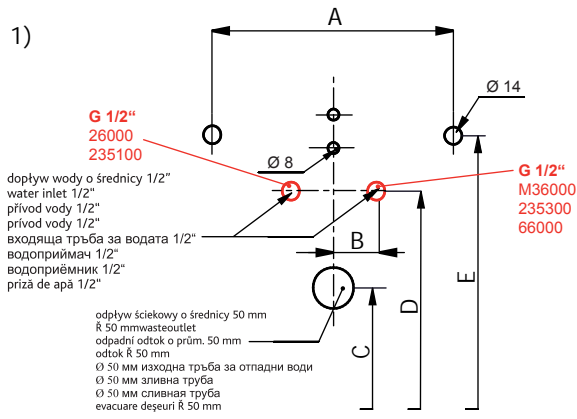 1)
A
Ø 14
G 1/2“
26000
235100
Ø 8
G 1/2“
M36000
235300
66000
dopływ wody o średnicy 1/2”
water inlet 1/2"
přívod vody 1/2"
prívod vody 1/2"
входяща тръба за водата 1/2“
водоприймач 1/2“
водоприёмник 1/2“
priză de apă 1/2"
B
C
D
E
odpływ ściekowy o średnicy 50 mm
Ř 50 mmwasteoutlet
odpadní odtok o prům. 50 mm
odtok Ř 50 mm
Ø 50 мм изходна тръба за отпадни води
Ø 50 мм зливна труба
Ø 50 мм сливная труба
evacuare deşeuri Ř 50 mm